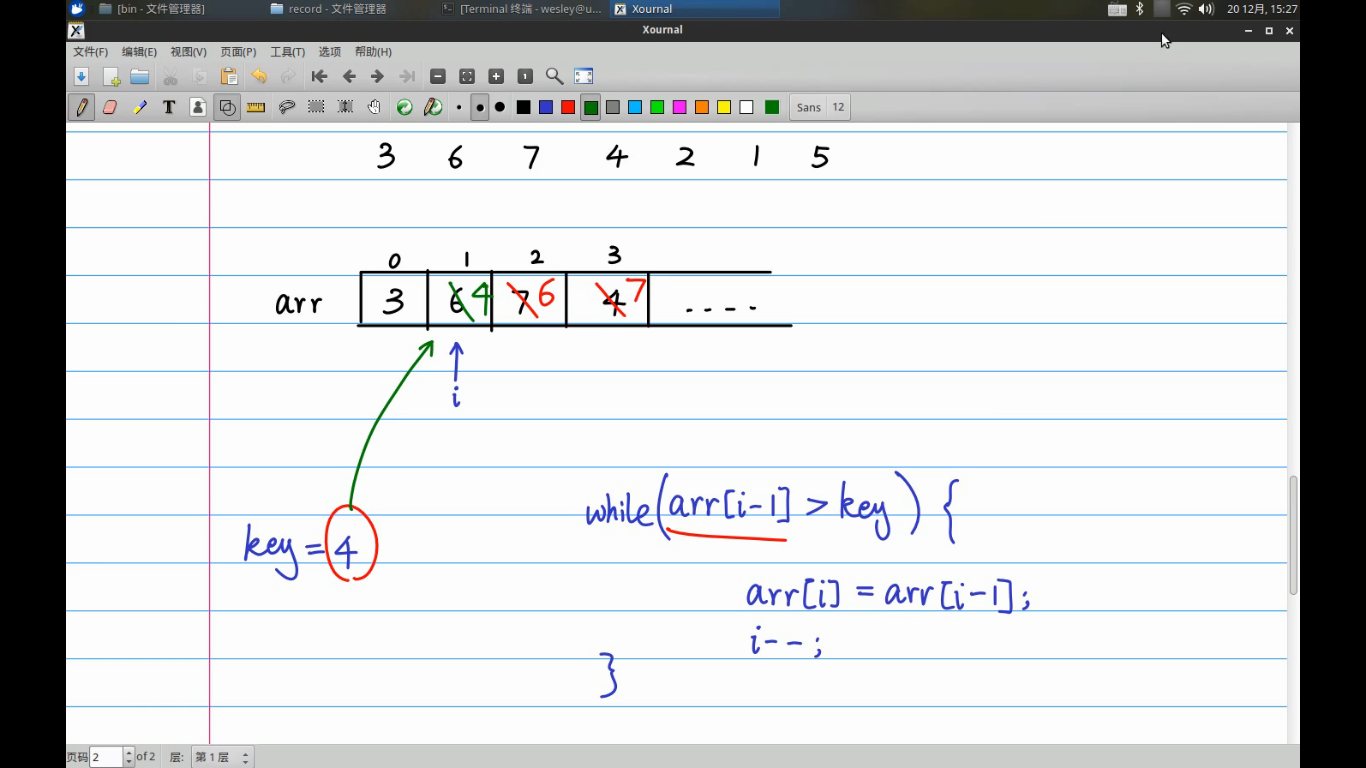 [bin - 文件管理器] record - 文件管理器 [Terminal 终端 - wesley@u... Xournal 20 12月, 15:27
Xournal
文件(F) 编辑(E) 视图(V) 页面(P) 工具(T) 选项 帮助(H)
Sans 12
3 6 7 4 2 1 5
0 1 2 3
arr 3 6 4 7 6 4 7 ....
i
while(arr[i-1] > key) {
key = 4
arr[i] = arr[i-1];
i--;
}
页码 2 of 2 层: 第 1 层